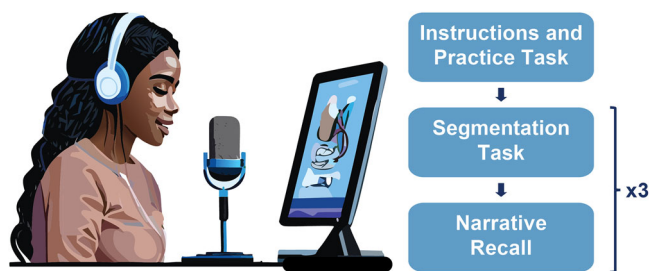 Instructions and
Practice Task
Segmentation
Task
x3
Narrative
Recall